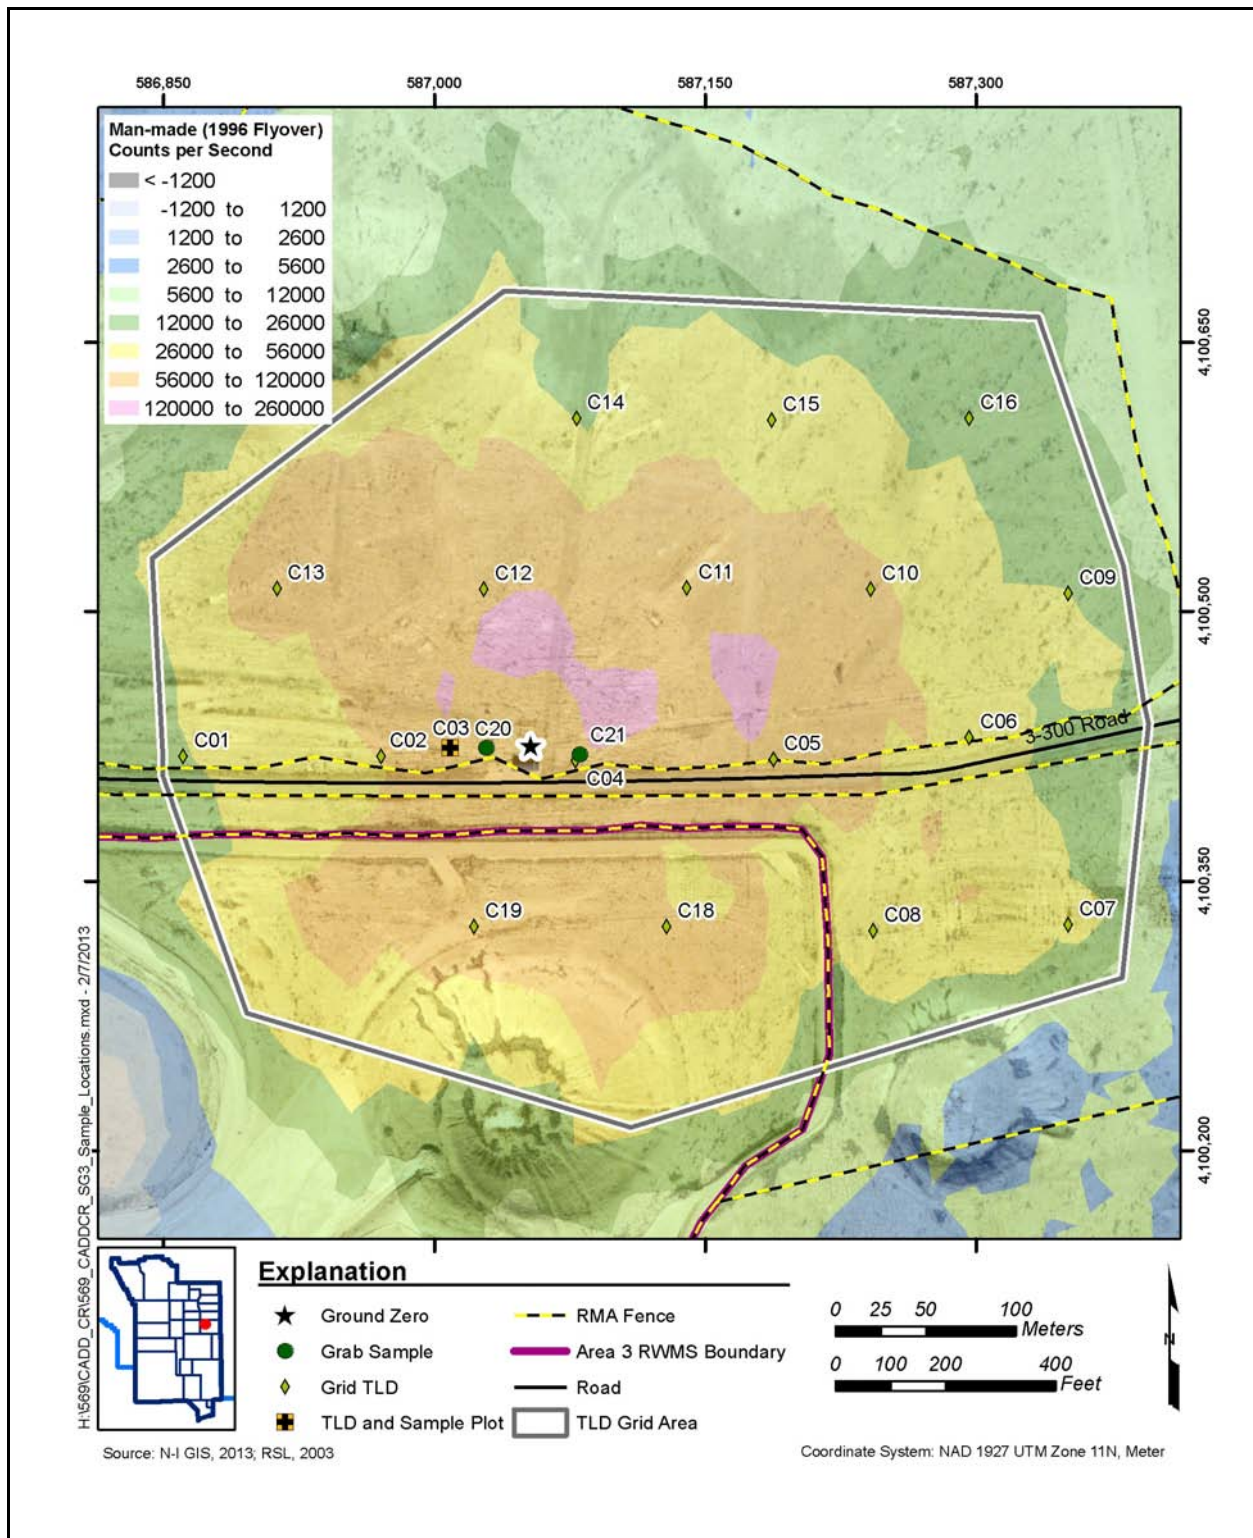 586,850
587,000
587,150
587,300
Man-made (1996 Flyover)
Counts per Second
< -1200
-1200 to 1200
1200 to 2600
2600 to 5600
5600 to 12000
12000 to 26000
26000 to 56000
56000 to 120000
120000 to 260000
4,100,650
4,100,500
4,100,350
4,100,200
C14
C15
C16
C13
C12
C11
C10
C09
C01
C02
C03
C20
C21
C04
C05
C06
3-300 Road
C19
C18
C08
C07
H:\569\CADD_CR\569_CADDCR_SG3_Sample_Locations.mxd - 2/7/2013
Explanation
Ground Zero
Grab Sample
Grid TLD
TLD and Sample Plot
RMA Fence
Area 3 RWMS Boundary
Road
TLD Grid Area
0 25 50 100
Meters
0 100 200 400
Feet
N
Source: N-I GIS, 2013; RSL, 2003
Coordinate System: NAD 1927 UTM Zone 11N, Meter